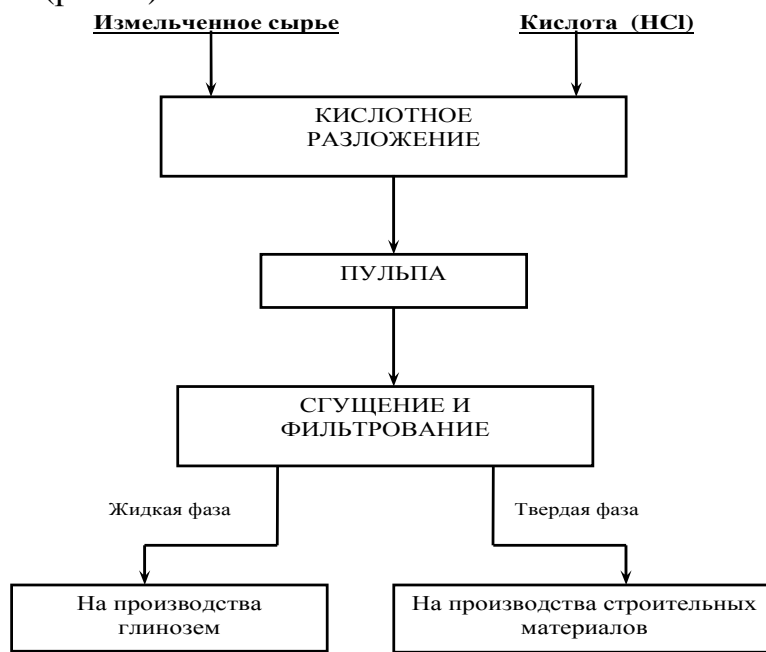 Измельченное сырье Кислота (HCl)
КИСЛОТНОЕ
РАЗЛОЖЕНИЕ
ПУЛЬПА
СГУЩЕНИЕ И
ФИЛЬТРОВАНИЕ
Жидкая фаза Твердая фаза
На производства
глинозем
На производства строительных
материалов